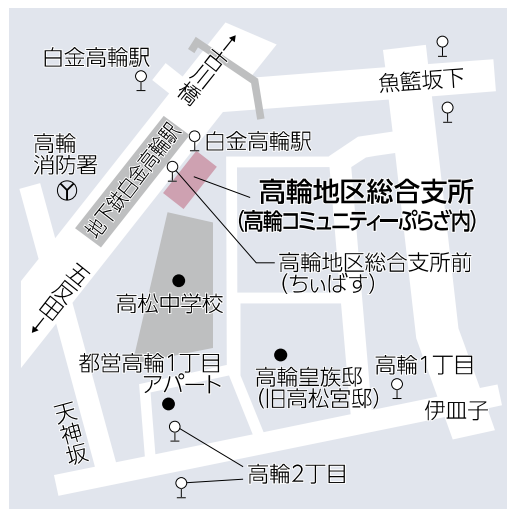 白金高輪駅
古川橋
魚籃坂下
高輪
消防署
白金高輪駅
地下鉄白金高輪駅
高輪地区総合支所
(高輪コミュニティーぷらざ内)
五反田
高輪地区総合支所前
(ちぃばす)
高松中学校
都営高輪1丁目
アパート
高輪皇族邸
(旧高松宮邸)
高輪1丁目
伊皿子
天神坂
高輪2丁目